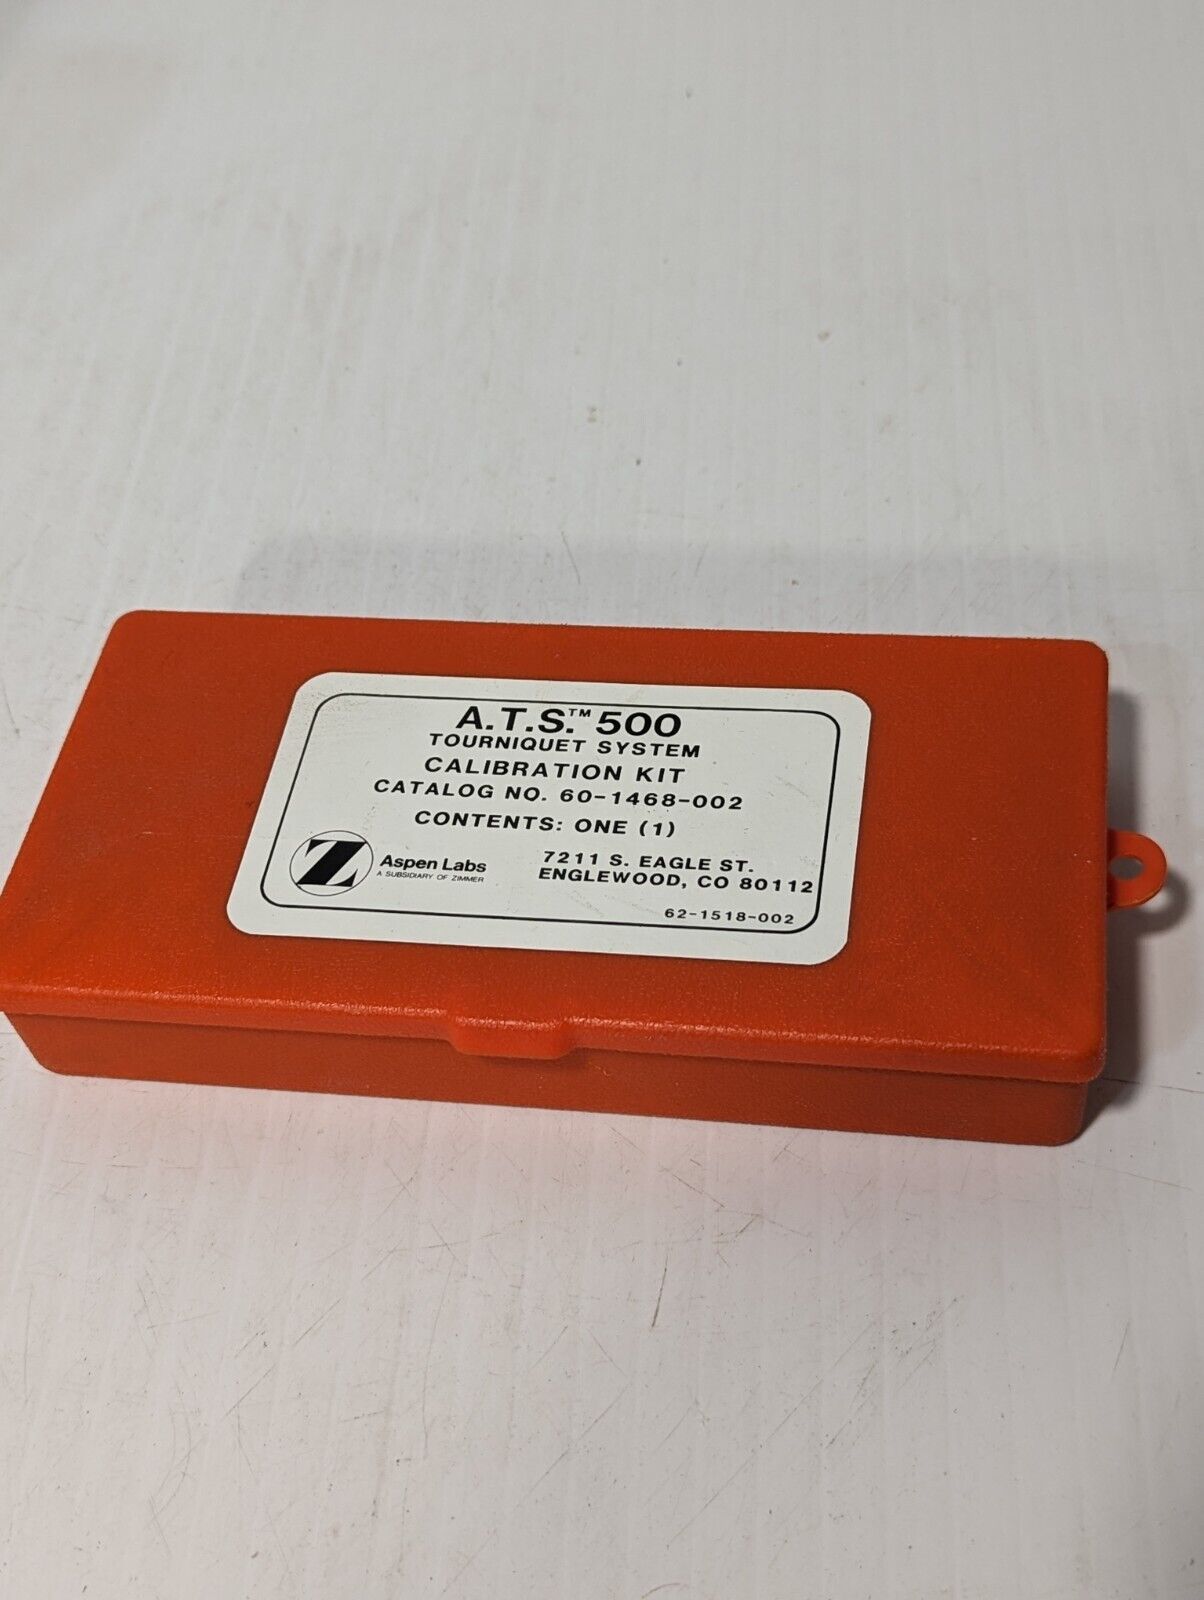 A.T.S.™ 500
TOURNIQUET SYSTEM
CALIBRATION KIT
CATALOG NO. 60-1468-002
CONTENTS: ONE (1)
Z
Aspen Labs
A SUBSIDIARY OF ZIMMER
7211 S. EAGLE ST.
ENGLEWOOD, CO 80112
62-1518-002